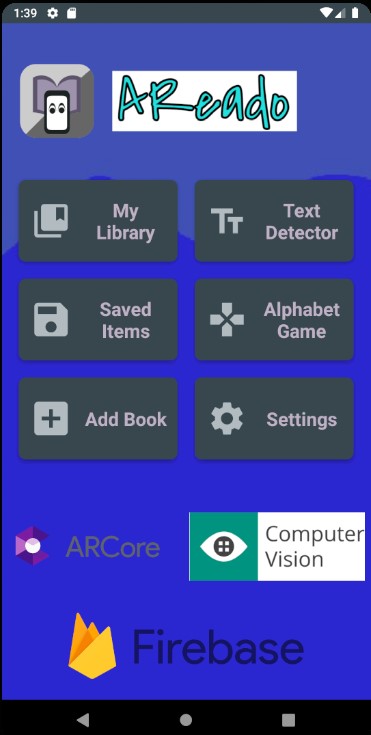 1:39
AReado
My
Library
Text
Detector
Saved
Items
Alphabet
Game
Add Book
Settings
ARCore
Computer
Vision
Firebase